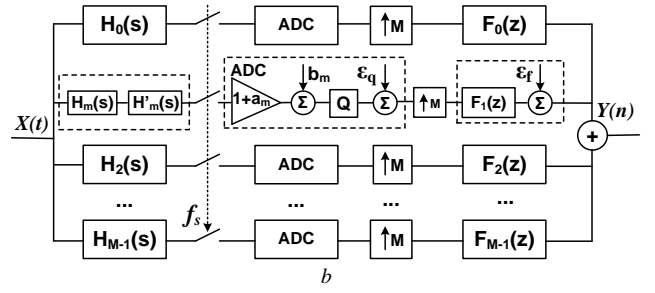 H0(s) ADC ↑M F0(z)
ADC bm εq εf
X(t) Hm(s) H'm(s) 1+am Σ Q Σ ↑M F1(z) Σ Y(n)
+
H2(s) ADC ↑M F2(z)
... fs ... ... ...
HM-1(s) ADC ↑M FM-1(z)
b